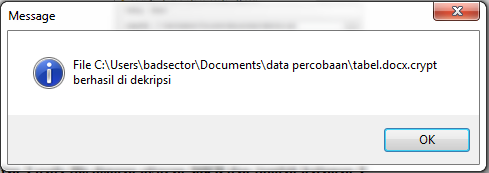 Message
File C:\Users\badsector\Documents\data percobaan\tabel.docx.crypt
berhasil di dekripsi
OK